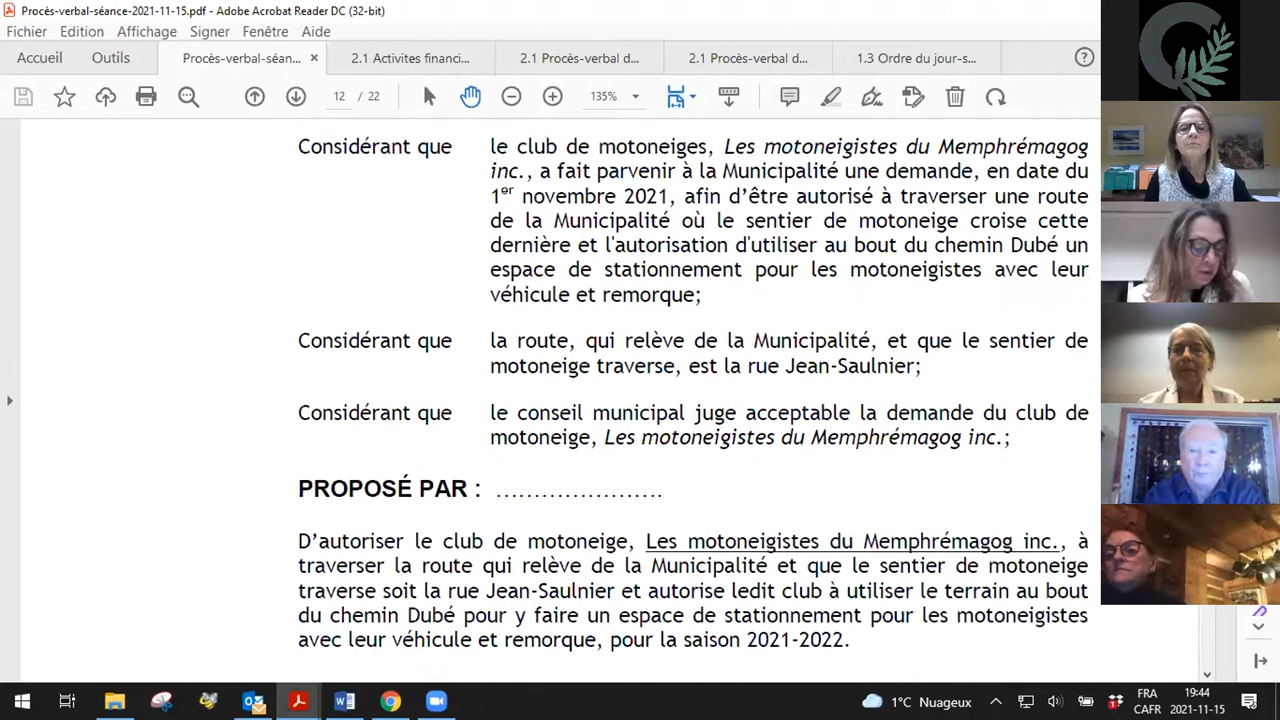 Procès-verbal-séance-2021-11-15.pdf - Adobe Acrobat Reader DC (32-bit)
Fichier Edition Affichage Signer Fenêtre Aide
Accueil Outils Procès-verbal-séan... × 2.1 Activites financi... 2.1 Procès-verbal d... 2.1 Procès-verbal d... 1.3 Ordre du jour-s...
12 / 22 135%
Considérant que le club de motoneiges, Les motoneigistes du Memphrémagog
inc., a fait parvenir à la Municipalité une demande, en date du
1er novembre 2021, afin d’être autorisé à traverser une route
de la Municipalité où le sentier de motoneige croise cette
dernière et l'autorisation d'utiliser au bout du chemin Dubé un
espace de stationnement pour les motoneigistes avec leur
véhicule et remorque;
Considérant que la route, qui relève de la Municipalité, et que le sentier de
motoneige traverse, est la rue Jean-Saulnier;
Considérant que le conseil municipal juge acceptable la demande du club de
motoneige, Les motoneigistes du Memphrémagog inc.;
PROPOSÉ PAR : ......................
D’autoriser le club de motoneige, Les motoneigistes du Memphrémagog inc., à
traverser la route qui relève de la Municipalité et que le sentier de motoneige
traverse soit la rue Jean-Saulnier et autorise ledit club à utiliser le terrain au bout
du chemin Dubé pour y faire un espace de stationnement pour les motoneigistes
avec leur véhicule et remorque, pour la saison 2021-2022.
1°C Nuageux
FRA
CAFR
19:44
2021-11-15